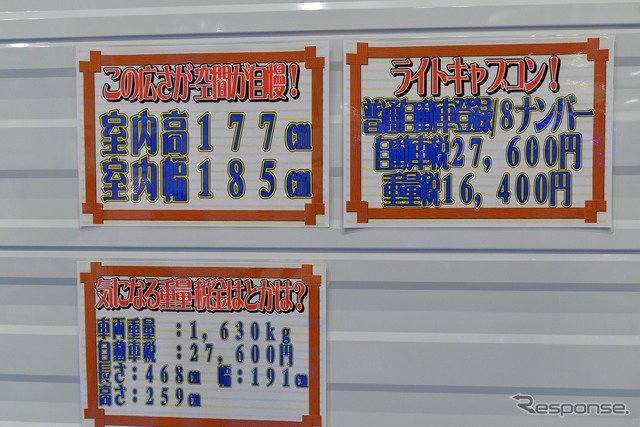 この広さが空間が自慢！
室内高１７７㎝
室内幅１８５㎝
ライトキャブコン！
普通自動車登録/8ナンバー
自動車税２７，６００円
重量税１６，４００円
気になる重量税金はとかは？
車両重量：１，６３０ｋｇ
自動車税：２７，６００円
長さ：４６８㎝　幅：１９１㎝
高さ：２５９㎝
Response.